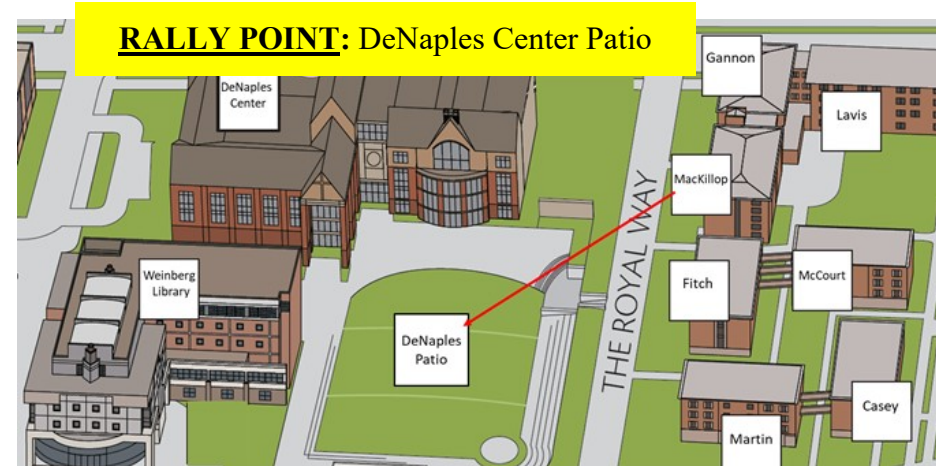 RALLY POINT: DeNaples Center Patio
Gannon
DeNaples
Center
Lavis
MacKillop
THE ROYAL WAY
Weinberg
Library
Fitch
McCourt
DeNaples
Patio
Casey
Martin